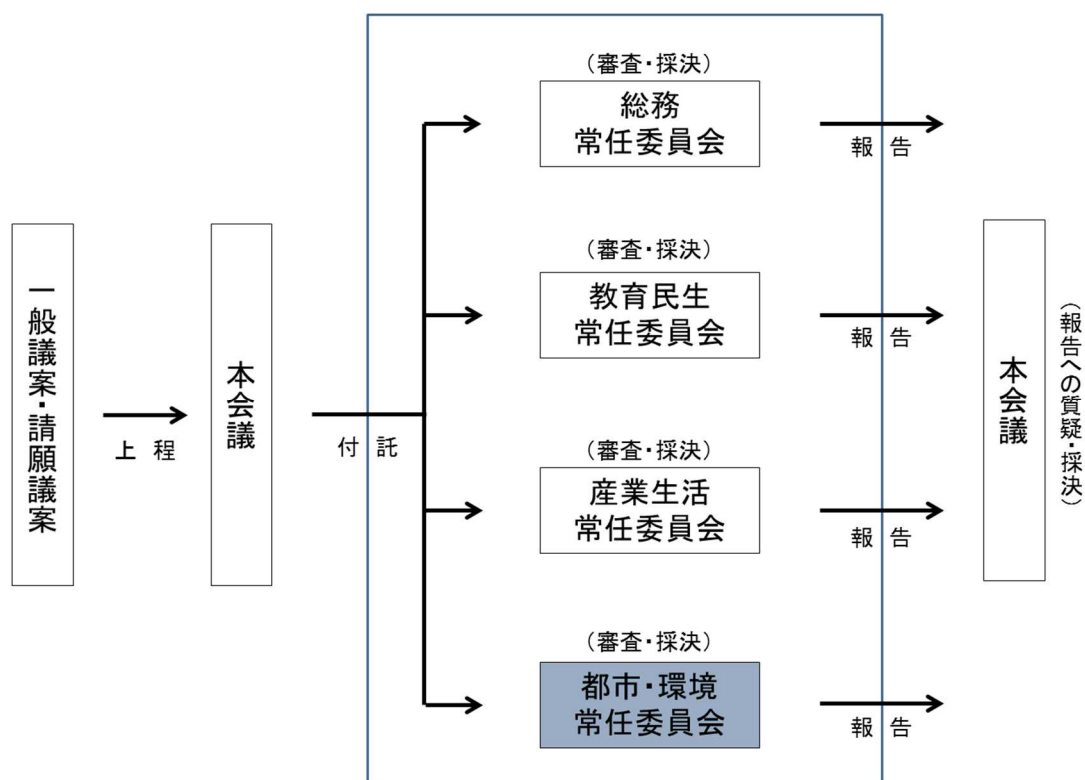 一般議案・請願議案
上程
本会議
付託
（審査・採決）
総務
常任委員会
報告
（審査・採決）
教育民生
常任委員会
報告
（審査・採決）
産業生活
常任委員会
報告
（審査・採決）
都市・環境
常任委員会
報告
本会議
（報告への質疑・採決）